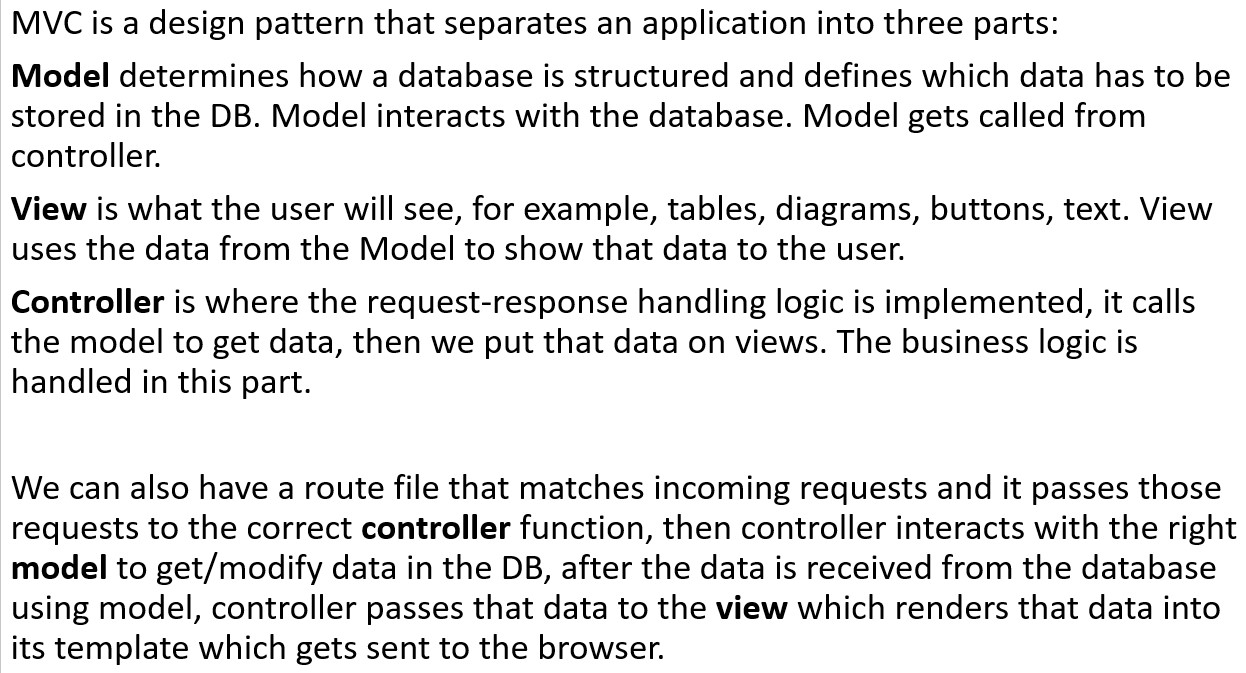 MVC is a design pattern that separates an application into three parts:
Model determines how a database is structured and defines which data has to be
stored in the DB. Model interacts with the database. Model gets called from
controller.
View is what the user will see, for example, tables, diagrams, buttons, text. View
uses the data from the Model to show that data to the user.
Controller is where the request-response handling logic is implemented, it calls
the model to get data, then we put that data on views. The business logic is
handled in this part.
We can also have a route file that matches incoming requests and it passes those
requests to the correct controller function, then controller interacts with the right
model to get/modify data in the DB, after the data is received from the database
using model, controller passes that data to the view which renders that data into
its template which gets sent to the browser.